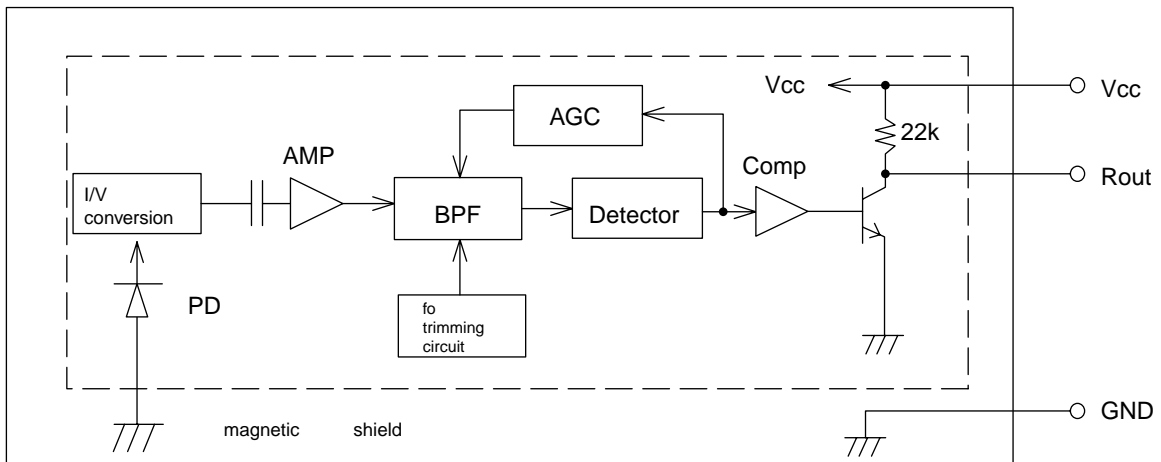 Vcc
Vcc
AGC
22k
AMP
Comp
Rout
I/V
conversion
BPF
Detector
PD
fo
trimming
circuit
GND
magnetic shield